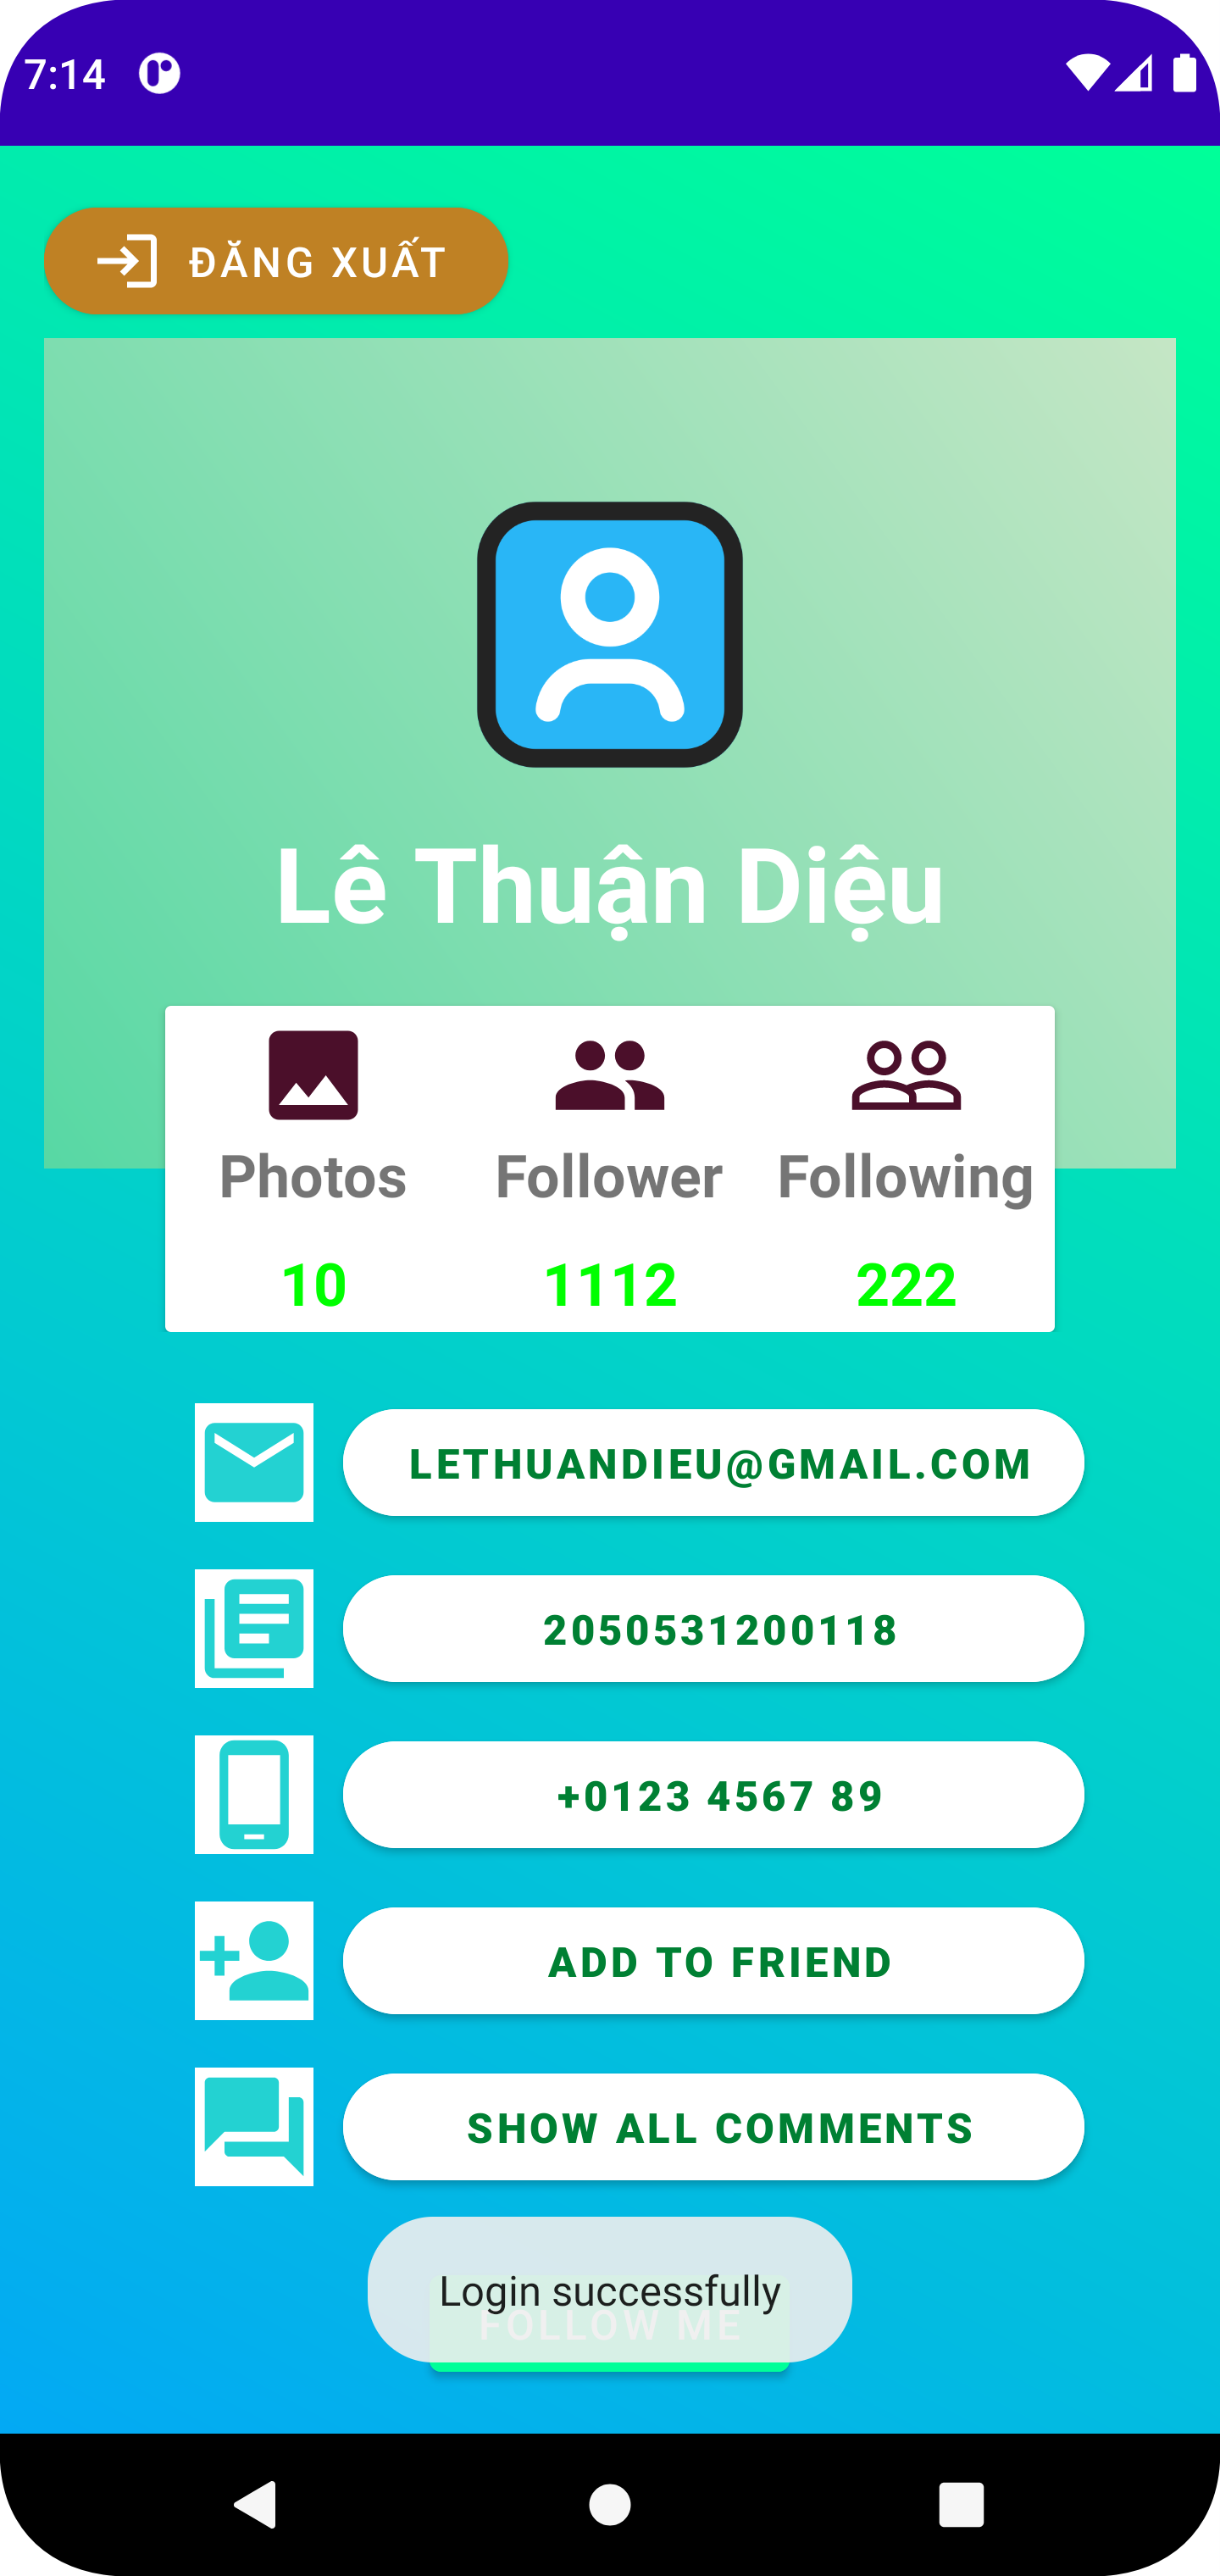 7:14
ĐĂNG XUẤT
Lê Thuận Diệu
Photos Follower Following
10 1112 222
LETHUANDIEU@GMAIL.COM
2050531200118
+0123 4567 89
ADD TO FRIEND
SHOW ALL COMMENTS
Login successfully
FOLLOW ME